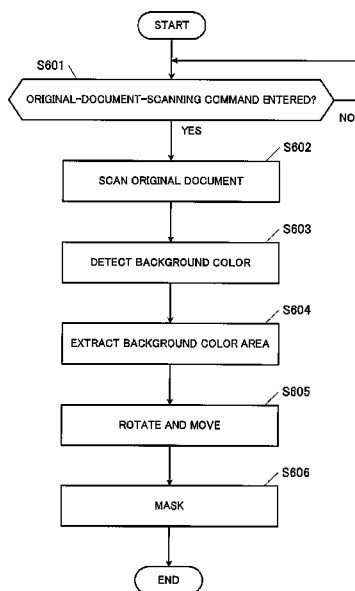 START
S601
ORIGINAL-DOCUMENT-SCANNING COMMAND ENTERED?
NO
YES
S602
SCAN ORIGINAL DOCUMENT
S603
DETECT BACKGROUND COLOR
S604
EXTRACT BACKGROUND COLOR AREA
S605
ROTATE AND MOVE
S606
MASK
END